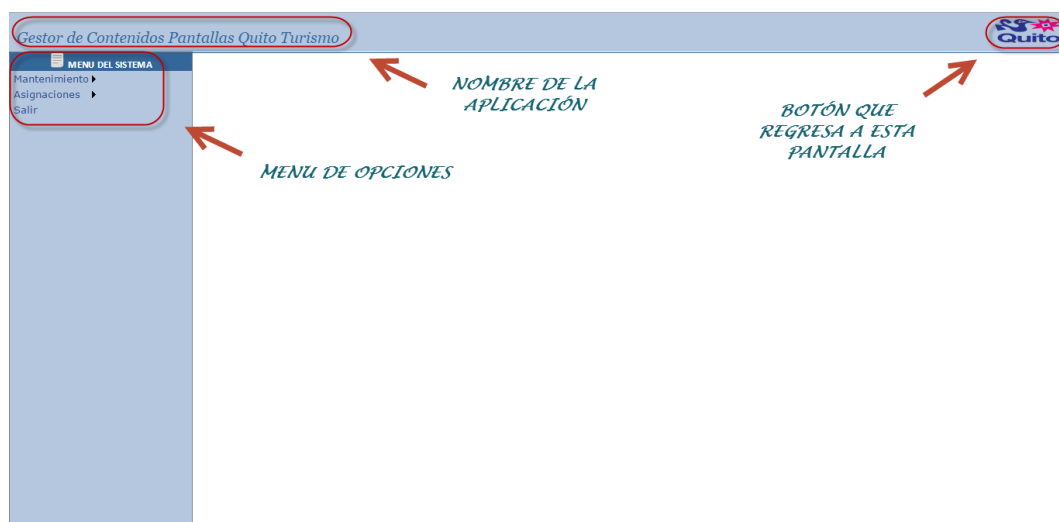 Gestor de Contenidos Pantallas Quito Turismo
Quito
MENU DEL SISTEMA
Mantenimiento
Asignaciones
Salir
NOMBRE DE LA
APLICACIÓN
BOTÓN QUE
REGRESA A ESTA
PANTALLA
MENU DE OPCIONES